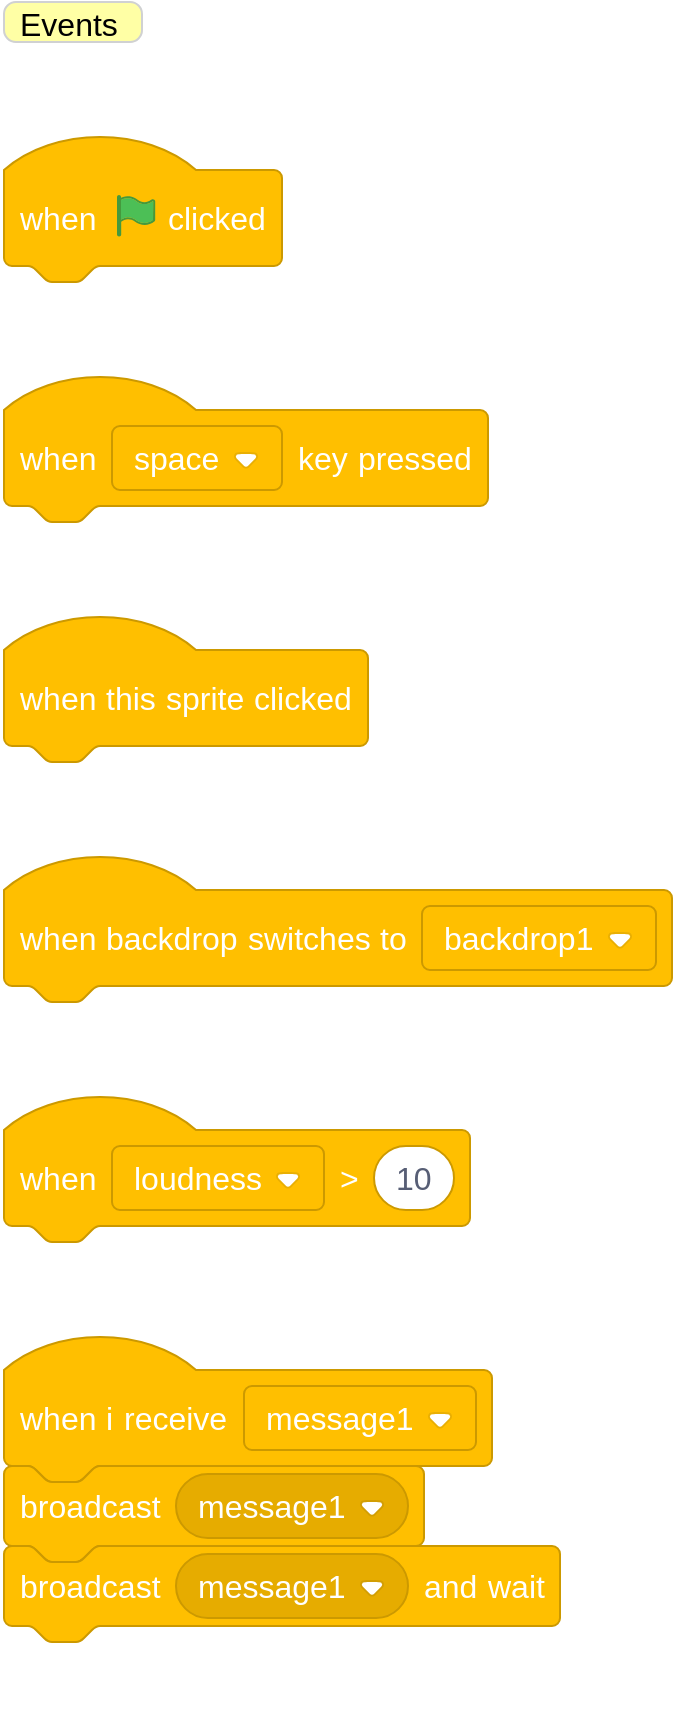 Events
when clicked
when space key pressed
when this sprite clicked
when backdrop switches to backdrop1
when loudness > 10
when i receive message1
broadcast message1
broadcast message1 and wait